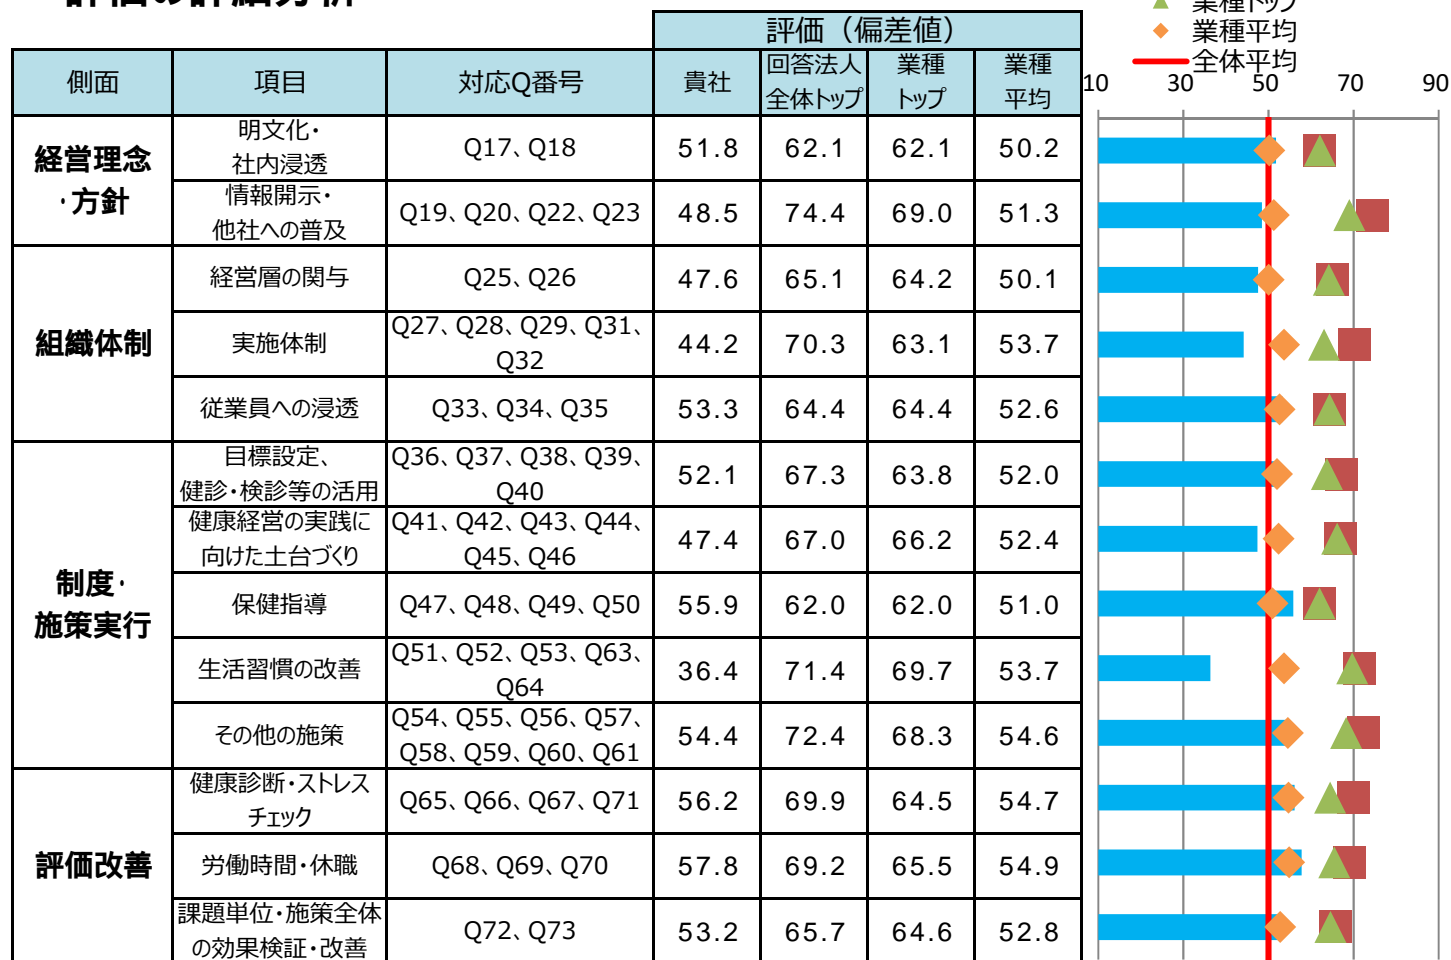 評価の詳細分析
業種トップ
業種平均
全体平均
評価（偏差値）
側面 項目 対応Q番号 貴社 回答法人 業種 業種
全体トップ トップ 平均
10 30 50 70 90
経営理念
・方針
明文化・
社内浸透
Q17、Q18 51.8 62.1 62.1 50.2
情報開示・
他社への普及
Q19、Q20、Q22、Q23 48.5 74.4 69.0 51.3
組織体制
経営層の関与 Q25、Q26 47.6 65.1 64.2 50.1
実施体制
Q27、Q28、Q29、Q31、
Q32
44.2 70.3 63.1 53.7
従業員への浸透 Q33、Q34、Q35 53.3 64.4 64.4 52.6
制度・
施策実行
目標設定、
健診・検診等の活用
Q36、Q37、Q38、Q39、
Q40
52.1 67.3 63.8 52.0
健康経営の実践に
向けた土台づくり
Q41、Q42、Q43、Q44、
Q45、Q46
47.4 67.0 66.2 52.4
保健指導 Q47、Q48、Q49、Q50 55.9 62.0 62.0 51.0
生活習慣の改善
Q51、Q52、Q53、Q63、
Q64
36.4 71.4 69.7 53.7
その他の施策
Q54、Q55、Q56、Q57、
Q58、Q59、Q60、Q61
54.4 72.4 68.3 54.6
評価改善
健康診断・ストレス
チェック
Q65、Q66、Q67、Q71 56.2 69.9 64.5 54.7
労働時間・休職 Q68、Q69、Q70 57.8 69.2 65.5 54.9
課題単位・施策全体
の効果検証・改善
Q72、Q73 53.2 65.7 64.6 52.8